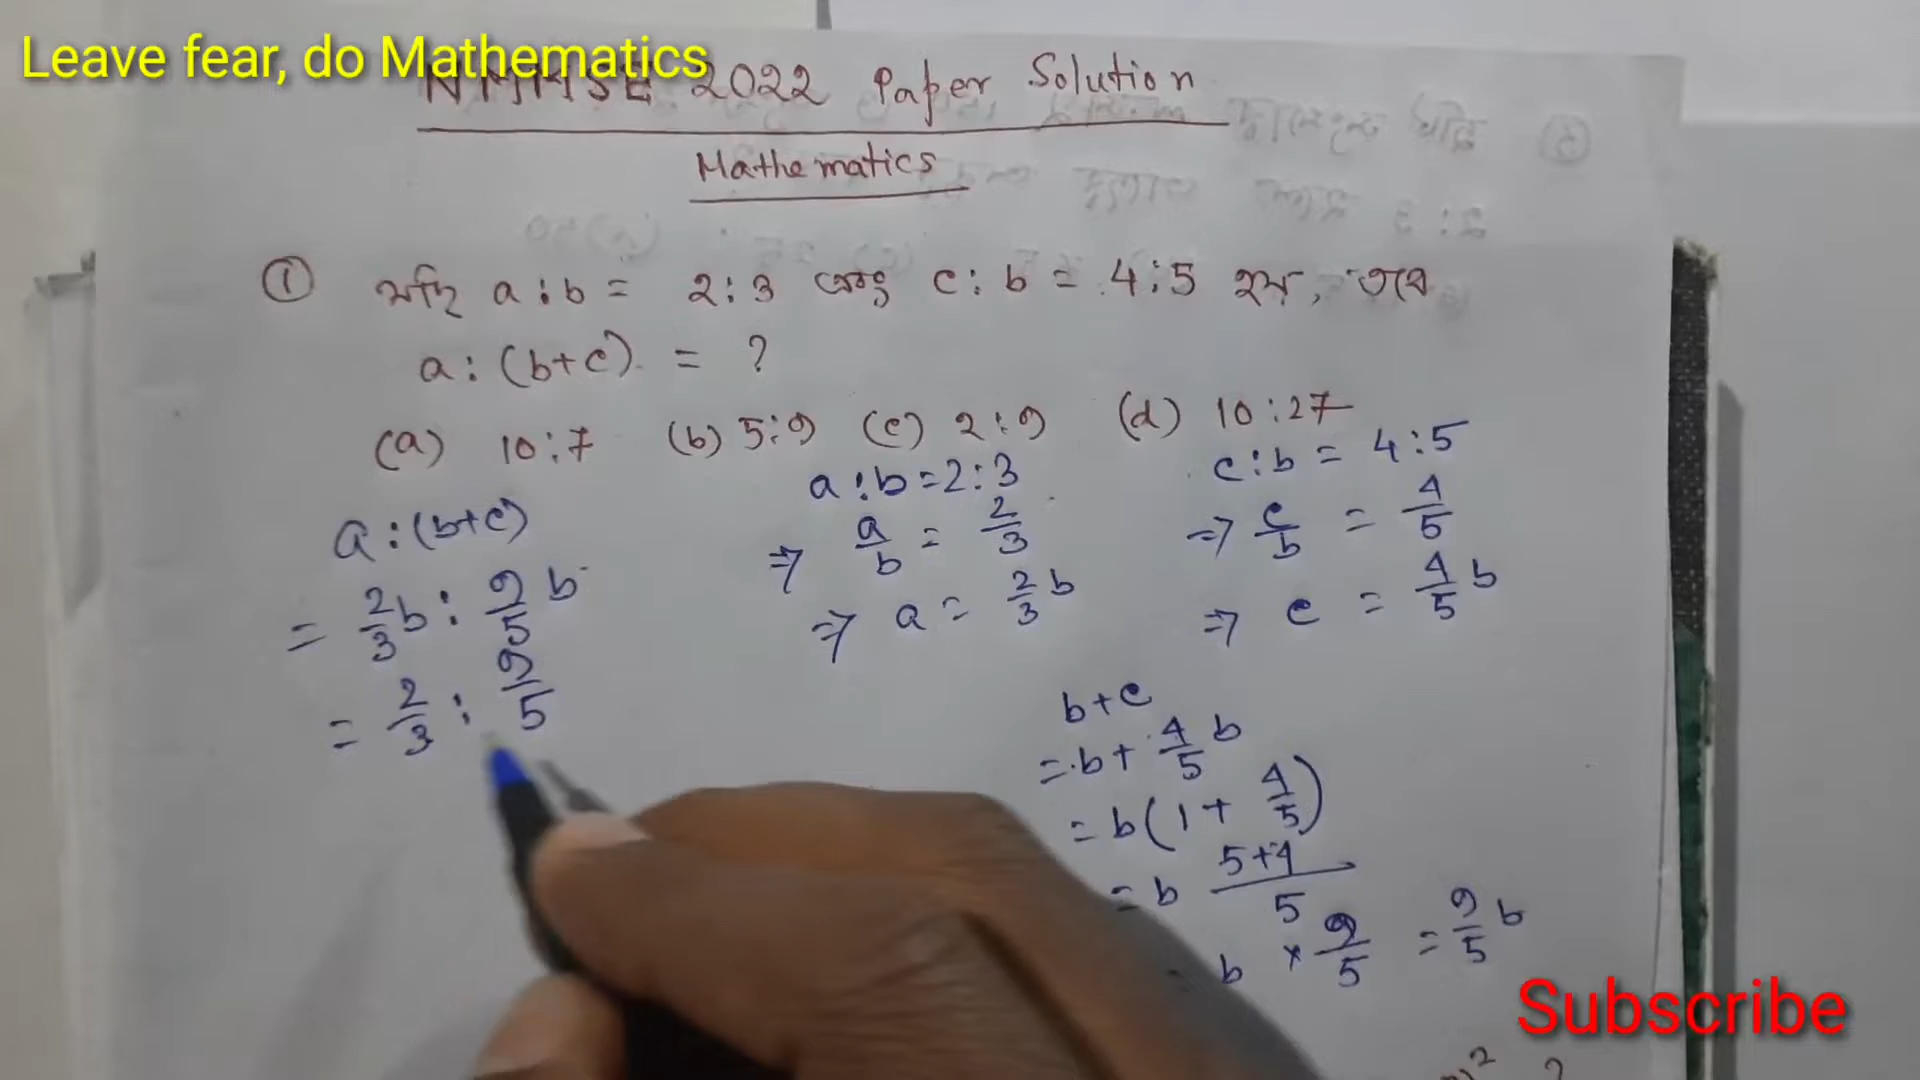 Leave fear, do Mathematics
NMMSE 2022 Paper Solution
Mathematics
① যদি a : b = 2 : 3 এবং c : b = 4 : 5 হয়, তবে
a : (b+c) = ?
(a) 10 : 7 (b) 5 : 9 (c) 2 : 9 (d) 10 : 27
a : (b+c)
= 2/3 b : 9/5 b
= 2/3 : 9/5
a : b = 2 : 3
⇒ a/b = 2/3
⇒ a = 2/3 b
c : b = 4 : 5
⇒ c/b = 4/5
⇒ c = 4/5 b
b + c
= b + 4/5 b
= b(1 + 4/5)
= b 5+4/5
= b × 9/5 = 9/5 b
Subscribe